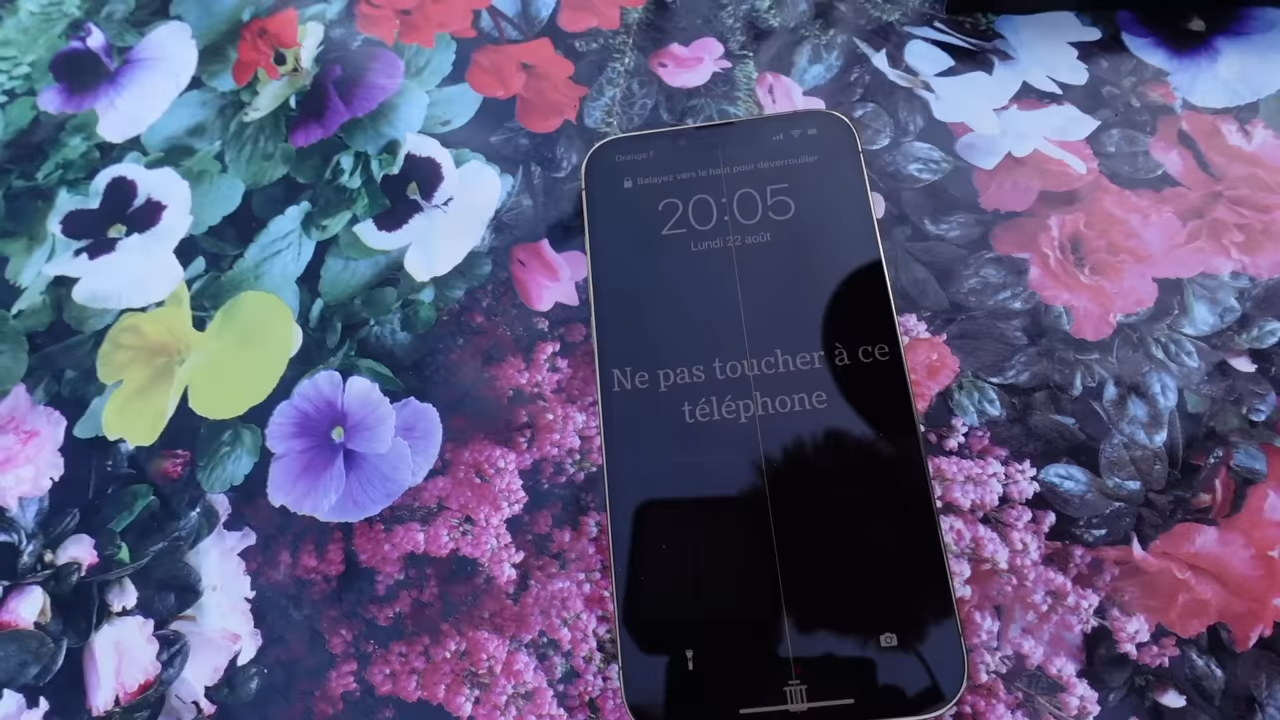 Orange F
Balayez vers le haut pour déverrouiller
20:05
Lundi 22 août
Ne pas toucher à ce
téléphone